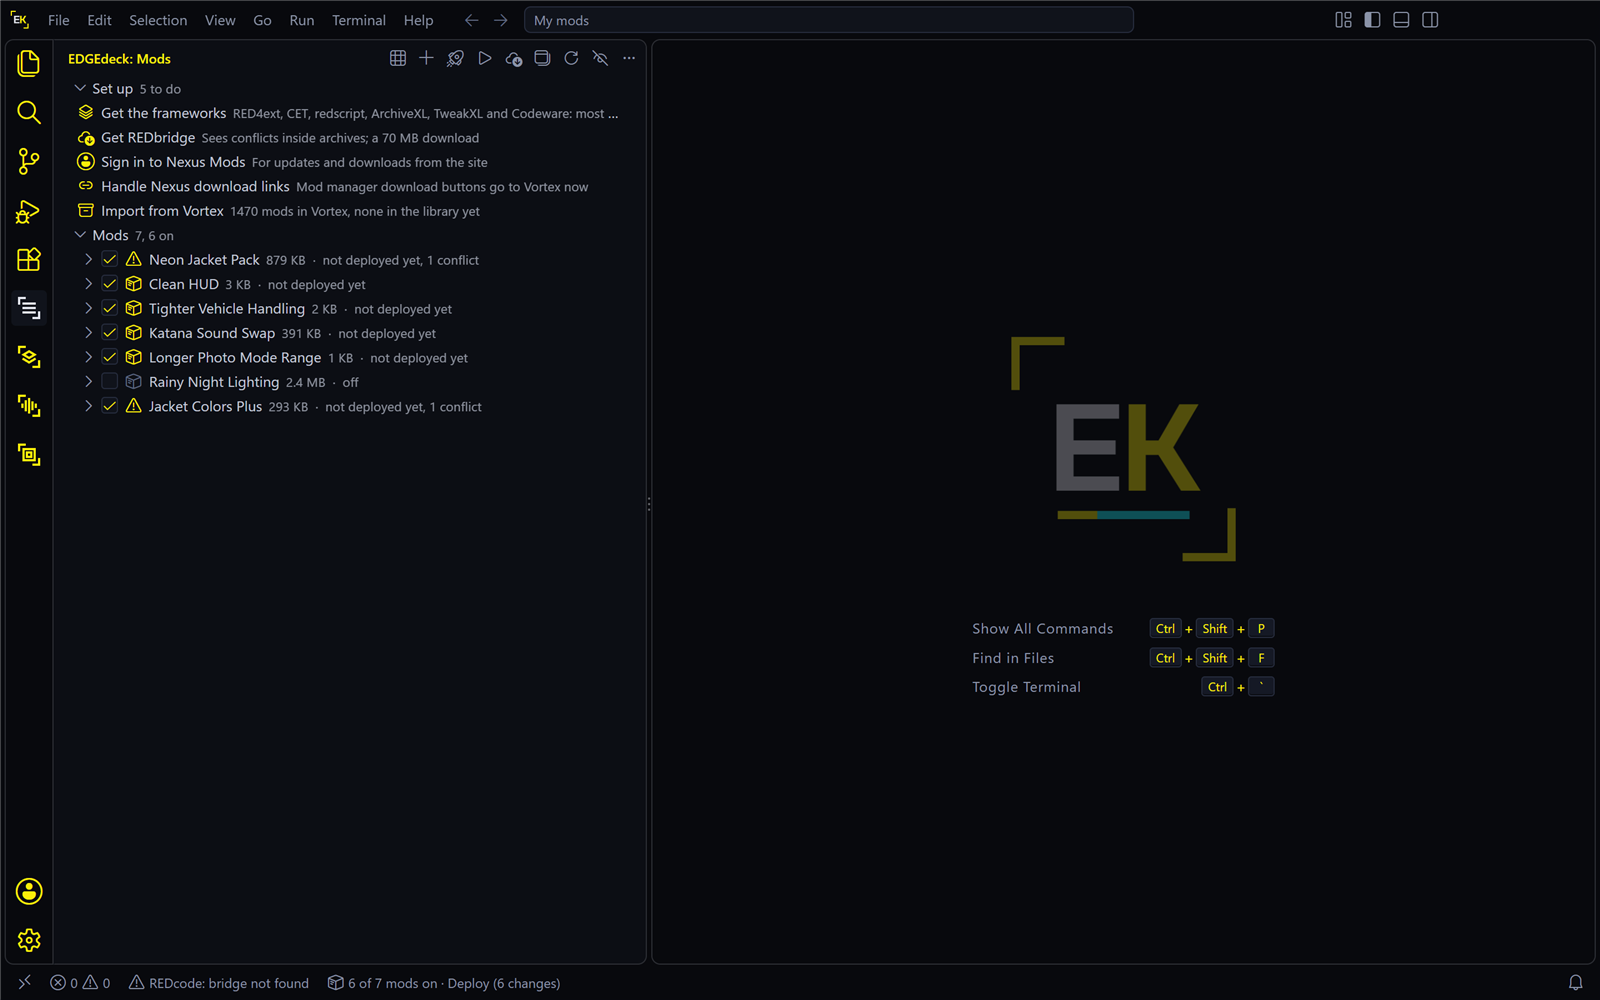 EK File Edit Selection View Go Run Terminal Help My mods
EDGEdeck: Mods
Set up 5 to do
Get the frameworks RED4ext, CET, redscript, ArchiveXL, TweakXL and Codeware: most ...
Get REDbridge Sees conflicts inside archives; a 70 MB download
Sign in to Nexus Mods For updates and downloads from the site
Handle Nexus download links Mod manager download buttons go to Vortex now
Import from Vortex 1470 mods in Vortex, none in the library yet
Mods 7, 6 on
Neon Jacket Pack 879 KB · not deployed yet, 1 conflict
Clean HUD 3 KB · not deployed yet
Tighter Vehicle Handling 2 KB · not deployed yet
Katana Sound Swap 391 KB · not deployed yet
Longer Photo Mode Range 1 KB · not deployed yet
Rainy Night Lighting 2.4 MB · off
Jacket Colors Plus 293 KB · not deployed yet, 1 conflict
EK
Show All Commands Ctrl + Shift + P
Find in Files Ctrl + Shift + F
Toggle Terminal Ctrl + `
0 0 REDcode: bridge not found 6 of 7 mods on · Deploy (6 changes)